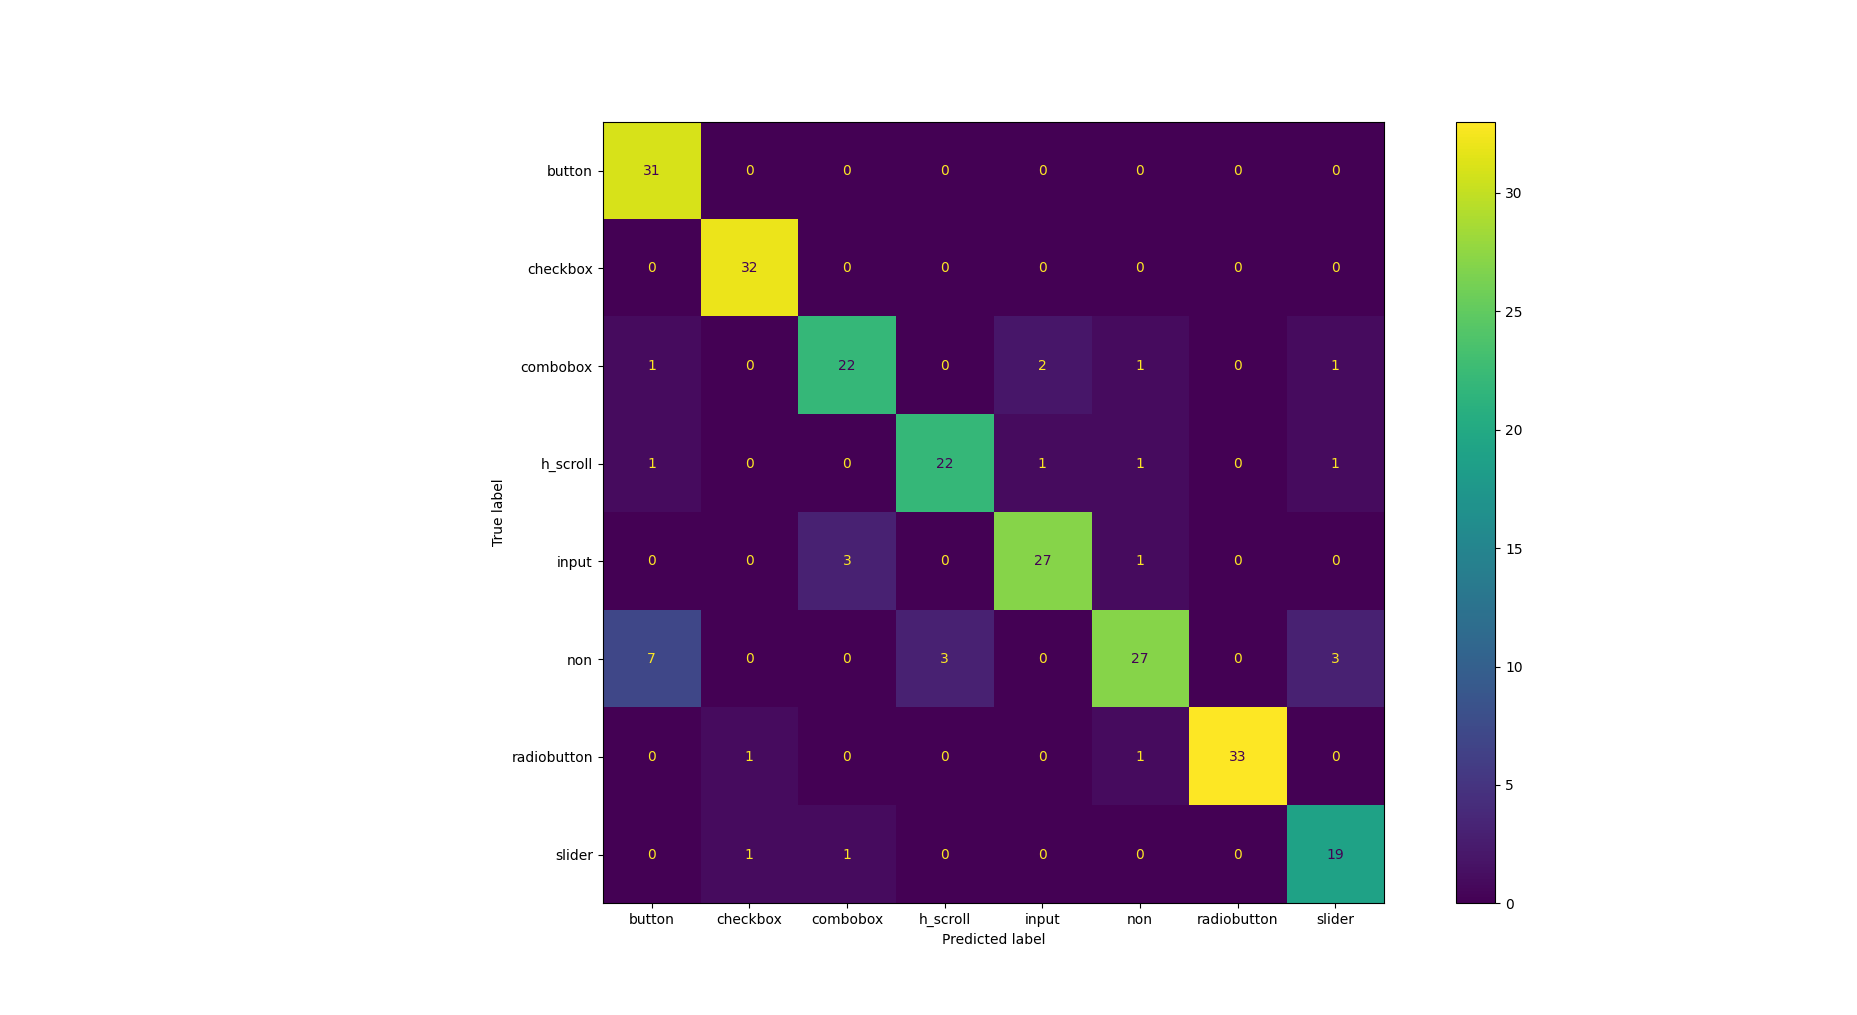 button 31 0 0 0 0 0 0 0
checkbox 0 32 0 0 0 0 0 0
combobox 1 0 22 0 2 1 0 1
h_scroll 1 0 0 22 1 1 0 1
input 0 0 3 0 27 1 0 0
non 7 0 0 3 0 27 0 3
radiobutton 0 1 0 0 0 1 33 0
slider 0 1 1 0 0 0 0 19
button checkbox combobox h_scroll input non radiobutton slider
Predicted label
True label
30
25
20
15
10
5
0